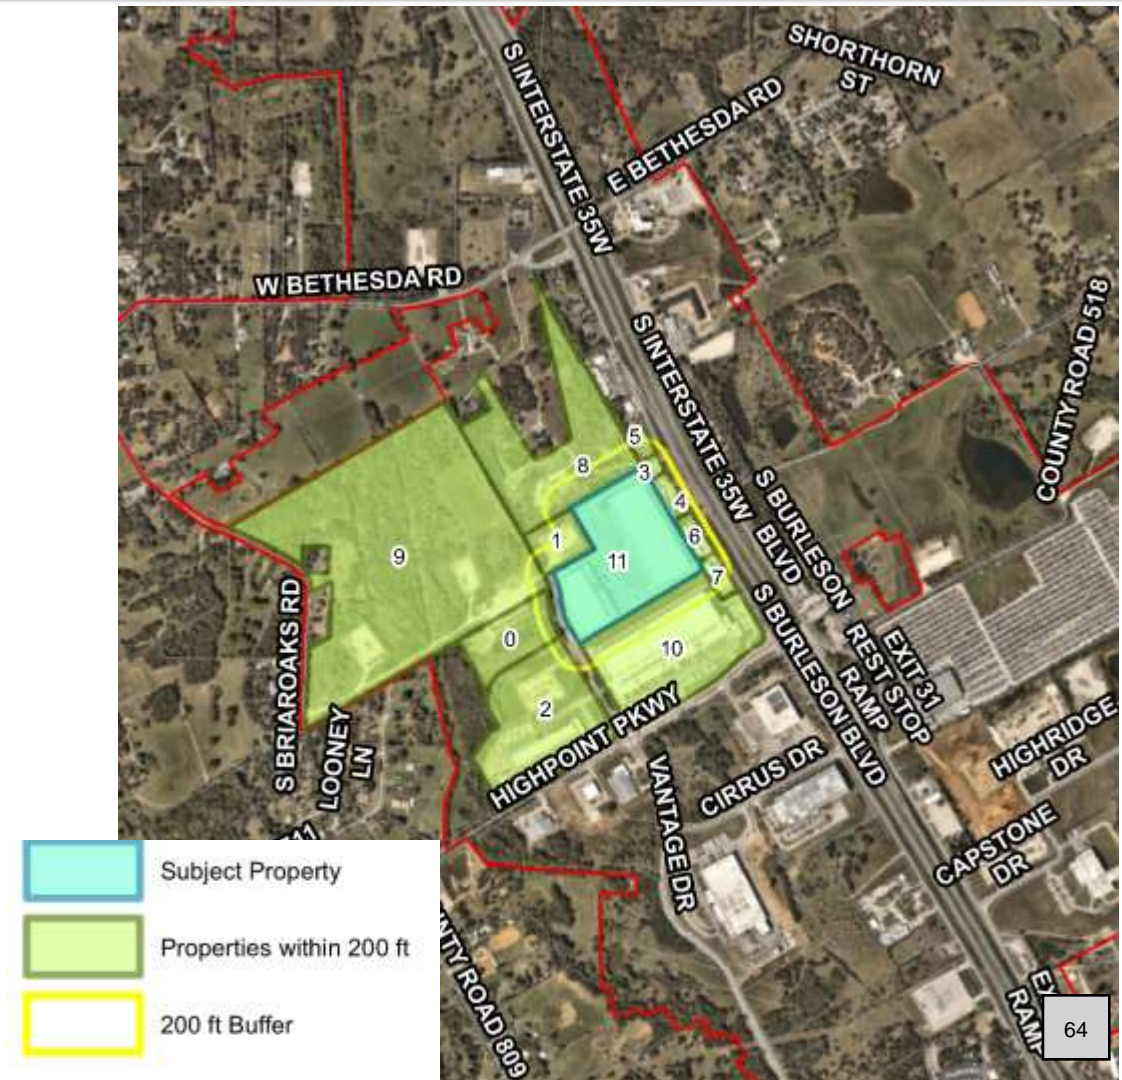 SHORTHORN
ST
S INTERSTATE 35W
E BETHESDA RD
W BETHESDA RD
COUNTY ROAD 518
S INTERSTATE 35W
5
8
3
4
S BURLESON
BLVD
6
1
9
11
7
0
10
2
S BRIAROAKS RD
LOONEY
LN
HIGHPOINT PKWY
VANTAGE DR
CIRRUS DR
S BURLESON BLVD
EXIT 31
REST STOP
RAMP
HIGHRIDGE
DR
CAPSTONE
DR
Subject Property
Properties within 200 ft
200 ft Buffer
NTY ROAD 809
RAMP
64